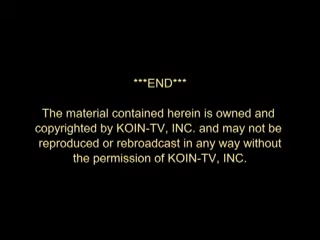 ***END***
The material contained herein is owned and
copyrighted by KOIN-TV, INC. and may not be
reproduced or rebroadcast in any way without
the permission of KOIN-TV, INC.